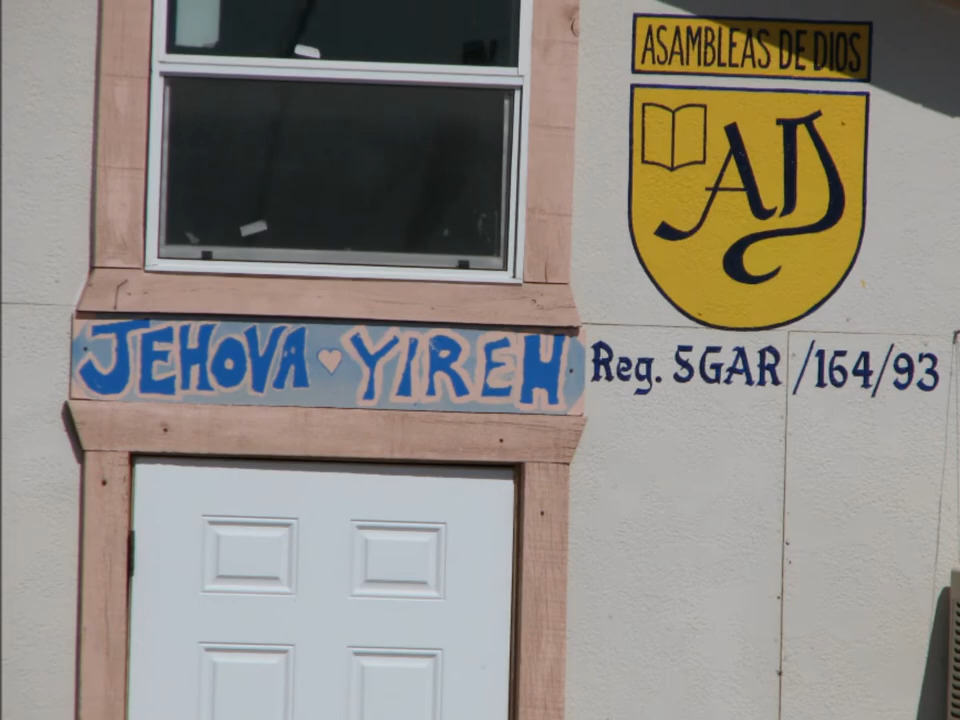 ASAMBLEAS DE DIOS
AD
JEHOVA YIREH
Reg. SGAR /164/93